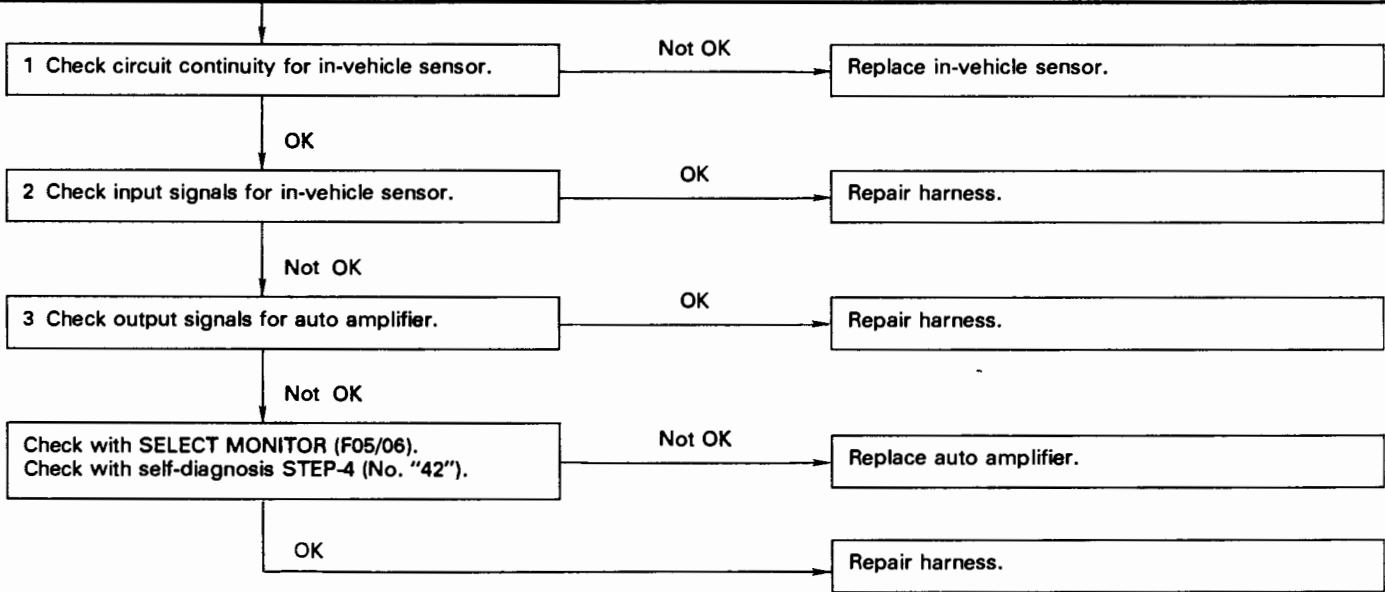 1 Check circuit continuity for in-vehicle sensor.
Not OK
Replace in-vehicle sensor.
OK
2 Check input signals for in-vehicle sensor.
OK
Repair harness.
Not OK
3 Check output signals for auto amplifier.
OK
Repair harness.
Not OK
Check with SELECT MONITOR (F05/06).
Check with self-diagnosis STEP-4 (No. "42").
Not OK
Replace auto amplifier.
OK
Repair harness.